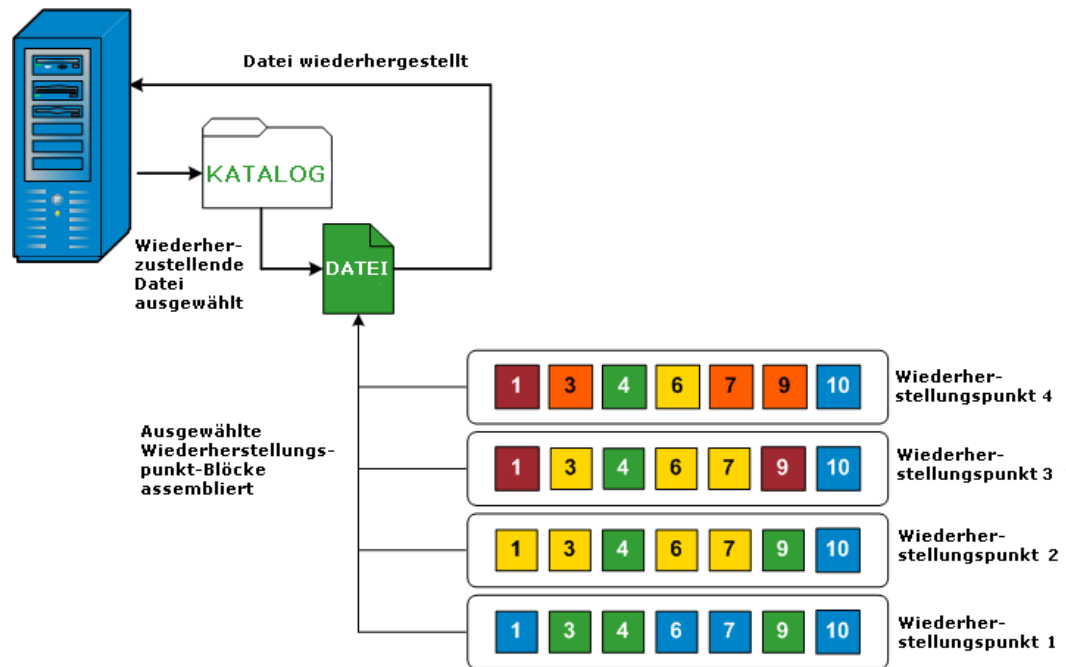 Datei wiederhergestellt
KATALOG
Wiederher-
zustellende
Datei
ausgewählt
DATEI
Ausgewählte
Wiederherstellungs-
punkt-Blöcke
assembliert
1 3 4 6 7 9 10
Wiederher-
stellungspunkt 4
1 3 4 6 7 9 10
Wiederher-
stellungspunkt 3
1 3 4 6 7 9 10
Wiederher-
stellungspunkt 2
1 3 4 6 7 9 10
Wiederher-
stellungspunkt 1